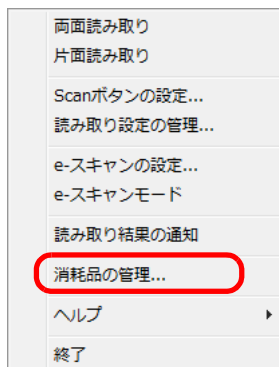 両面読み取り
片面読み取り
Scanボタンの設定...
読み取り設定の管理...
e-スキャンの設定...
e-スキャンモード
読み取り結果の通知
消耗品の管理...
ヘルプ
終了